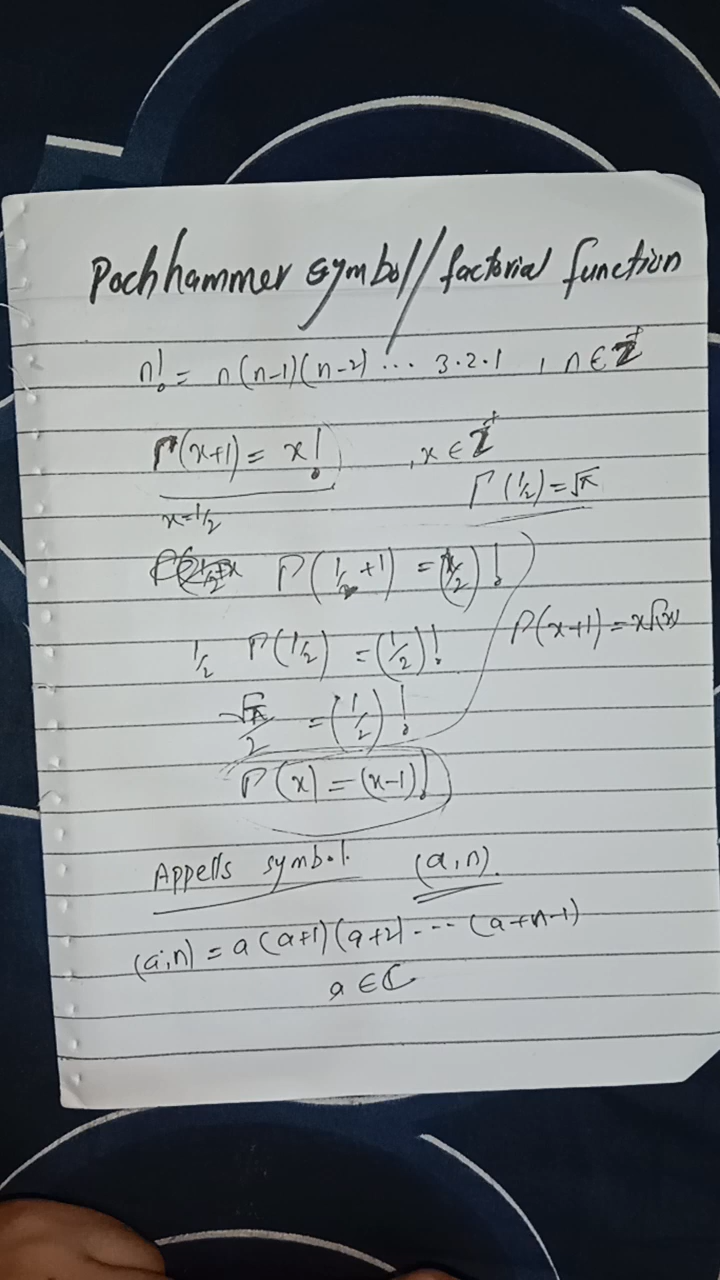 Pochhammer symbol / factorial function
n! = n(n-1)(n-2) ... 3.2.1 , n ∈ Z⁺
Γ(x+1) = x! , x ∈ Z⁺
x=1/2 Γ(1/2) = √π
Γ(1/2 +1) = (1/2)!
1/2 Γ(1/2) = (1/2)! Γ(x+1) = xΓ(x)
√π/2 = (1/2)!
Γ(x) = (x-1)!
Appells symbol. (a,n).
(a,n) = a(a+1)(a+2) --- (a+n-1)
a ∈ ℂ